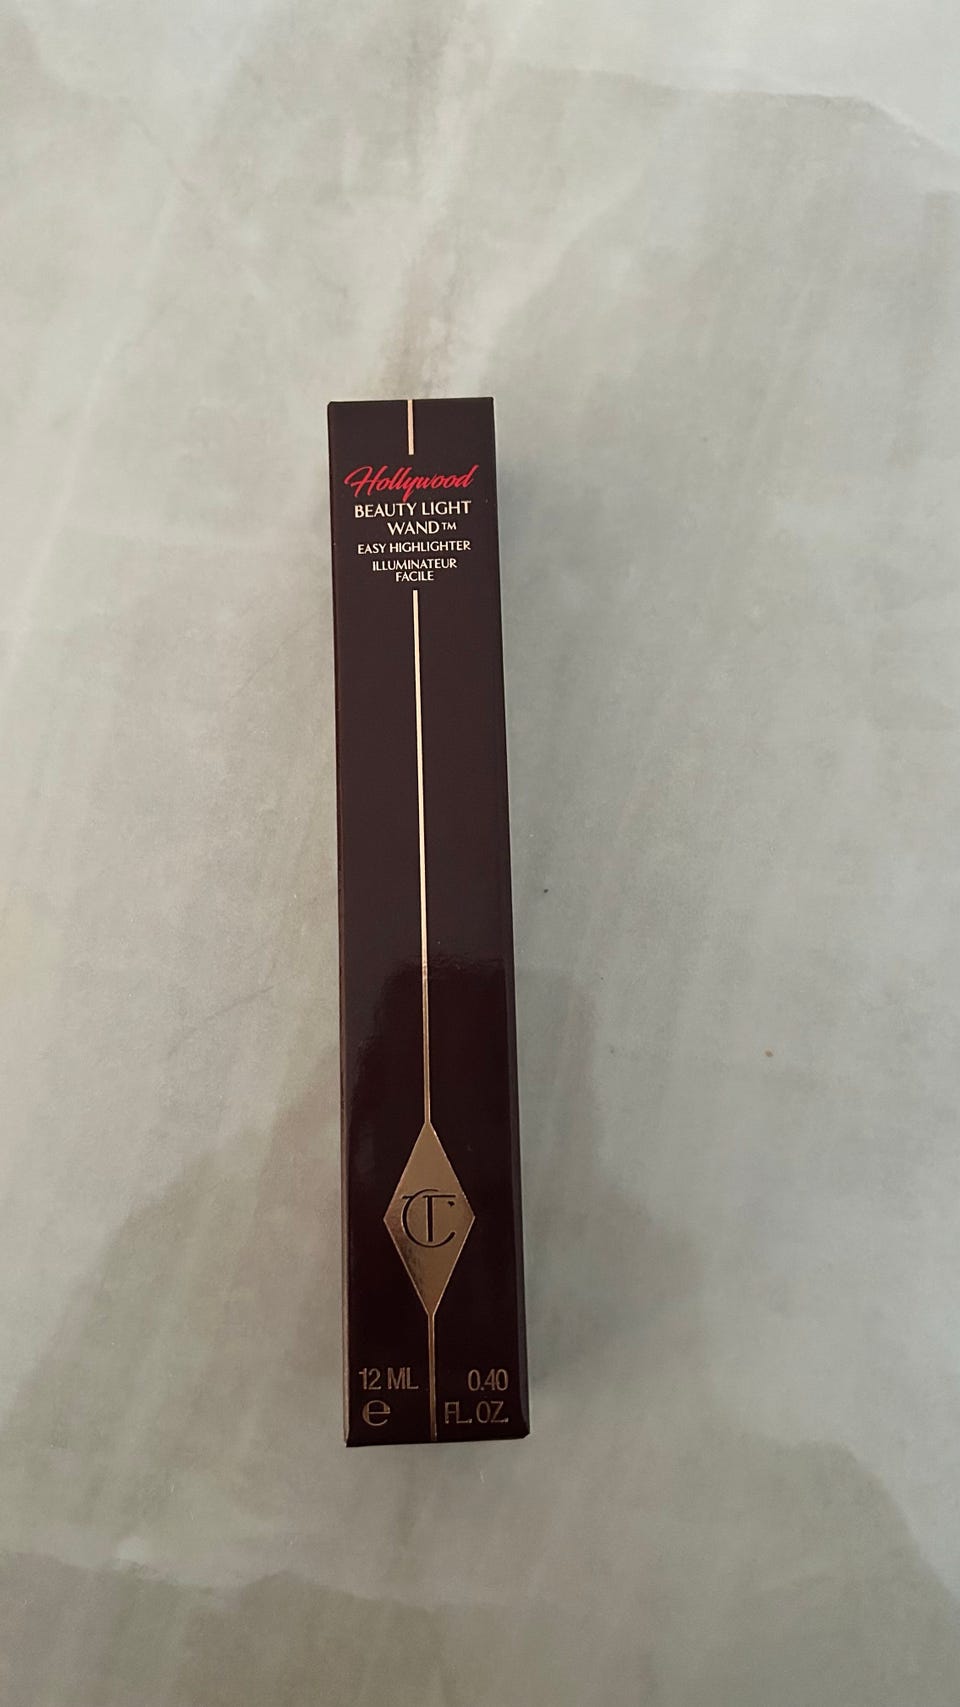 Hollywood
BEAUTY LIGHT
WAND™
EASY HIGHLIGHTER
ILLUMINATEUR
FACILE
CT
12 ML 0.40
℮ FL. OZ.